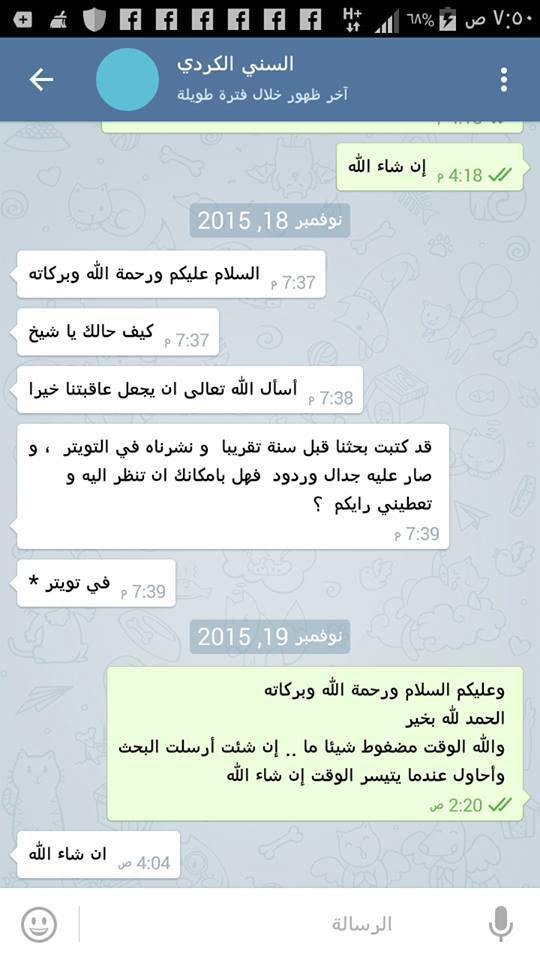 H+ ٦٨% ٧:٥٠ ص
السني الكردي
آخر ظهور خلال فترة طويلة
إن شاء الله
4:18 م
نوفمبر 18, 2015
السلام عليكم ورحمة الله وبركاته
7:37 م
كيف حالك يا شيخ
7:37 م
أسأل الله تعالى ان يجعل عاقبتنا خيرا
7:38 م
قد كتبت بحثنا قبل سنة تقريبا و نشرناه في التويتر ، و
صار عليه جدال وردود فهل بامكانك ان تنظر اليه و
تعطيني رايكم ؟
7:39 م
في تويتر *
7:39 م
نوفمبر 19, 2015
وعليكم السلام ورحمة الله وبركاته
الحمد لله بخير
والله الوقت مضغوط شيئا ما .. إن شئت أرسلت البحث
وأحاول عندما يتيسر الوقت إن شاء الله
2:20 ص
ان شاء الله
4:04 ص
الرسالة